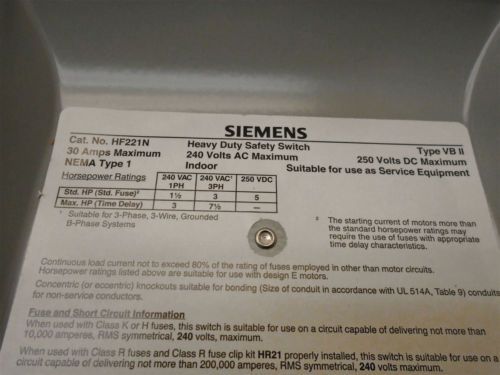 SIEMENS
Cat. No. HF221N Heavy Duty Safety Switch Type VB II
30 Amps Maximum 240 Volts AC Maximum 250 Volts DC Maximum
NEMA Type 1 Indoor Suitable for use as Service Equipment
Horsepower Ratings 240 VAC 1PH 240 VAC¹ 3PH 250 VDC
Std. HP (Std. Fuse)² 1½ 3 5
Max. HP (Time Delay) 3 7½ —
¹ Suitable for 3-Phase, 3-Wire, Grounded
B-Phase Systems
² The starting current of motors more than
the standard horsepower ratings may
require the use of fuses with appropriate
time delay characteristics.
Continuous load current not to exceed 80% of the rating of fuses employed in other than motor circuits.
Horsepower ratings listed above are suitable for use with design E motors.
Concentric (or eccentric) knockouts suitable for bonding (Size of conduit in accordance with UL 514A, Table 9) conduits
for non-service conductors.
Fuse and Short Circuit Information
When used with Class K or H fuses, this switch is suitable for use on a circuit capable of delivering not more than
10,000 amperes, RMS symmetrical, 240 volts, maximum.
When used with Class R fuses and Class R fuse clip kit HR21 properly installed, this switch is suitable for use on a
circuit capable of delivering not more than 200,000 amperes, RMS symmetrical, 240 volts maximum.